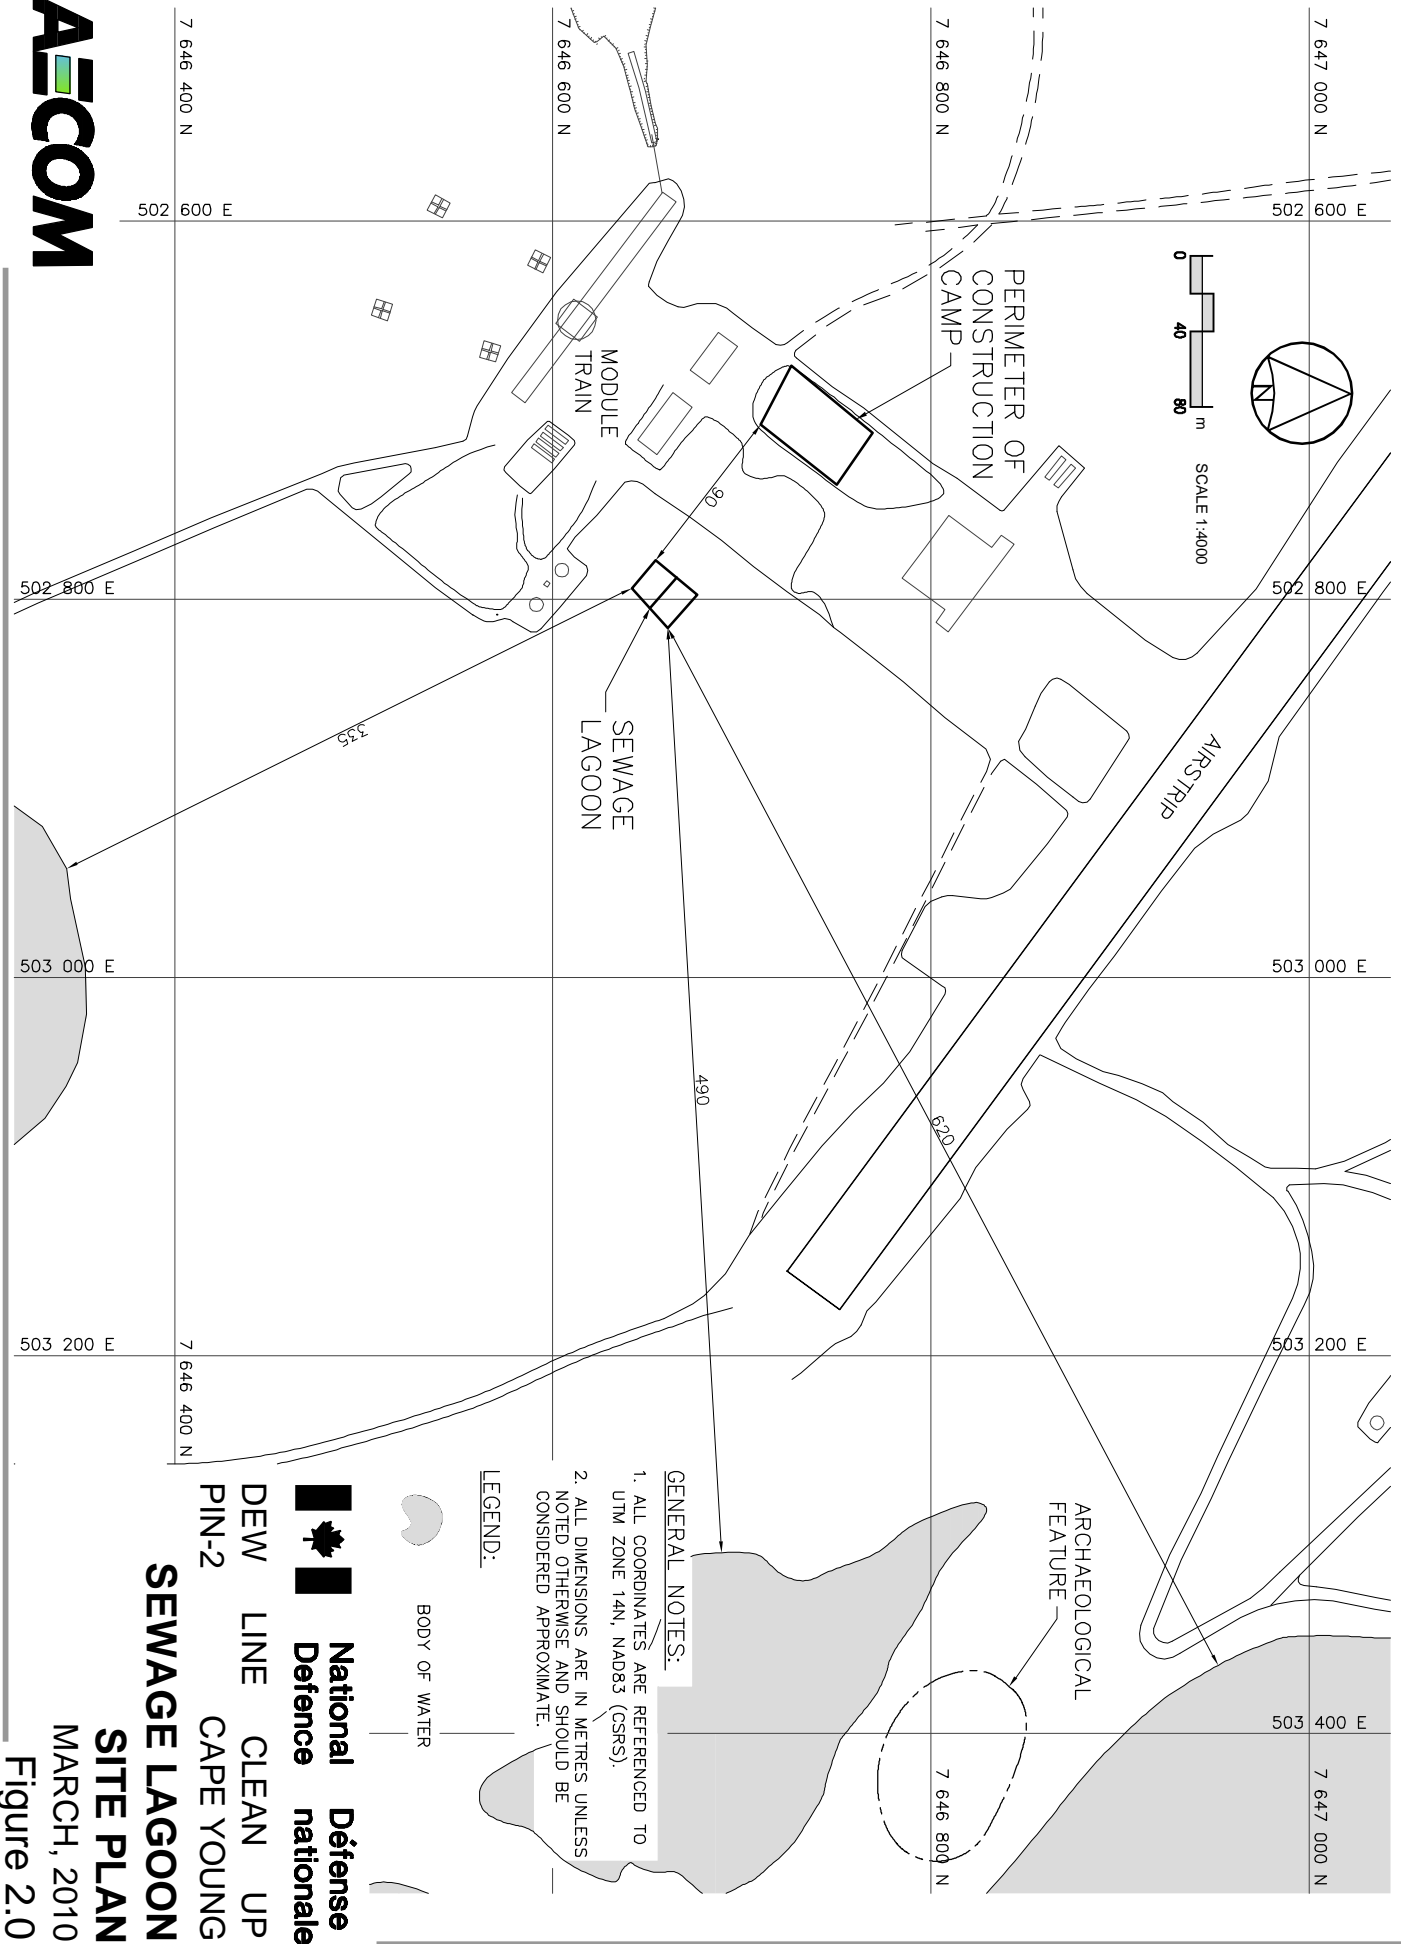 7 646 400 N
7 646 600 N
7 646 800 N
7 647 000 N
AECOM
502 600 E
502 600 E
0
40
80
m
SCALE 1:4000
N
PERIMETER OF
CONSTRUCTION
CAMP
MODULE
TRAIN
90
502 800 E
SEWAGE
LAGOON
335
AIRSTRIP
503 000 E
503 000 E
490
620
503 200 E
503 200 E
7 646 400 N
ARCHAEOLOGICAL
FEATURE
503 400 E
7 646 800 N
7 647 000 N
GENERAL NOTES:
1. ALL COORDINATES ARE REFERENCED TO
UTM ZONE 14N, NAD83 (CSRS).
2. ALL DIMENSIONS ARE IN METRES UNLESS
NOTED OTHERWISE AND SHOULD BE
CONSIDERED APPROXIMATE.
LEGEND:
BODY OF WATER
National Défense
Defence nationale
DEW LINE CLEAN UP
PIN-2 CAPE YOUNG
SEWAGE LAGOON
SITE PLAN
MARCH, 2010
Figure 2.0